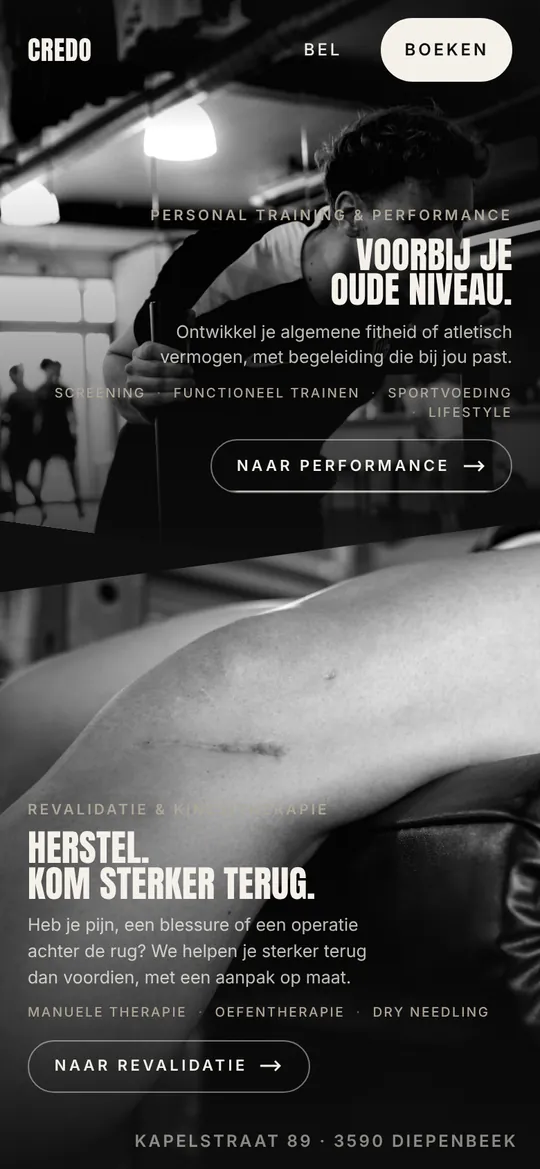 CREDO
BEL
BOEKEN
PERSONAL TRAINING & PERFORMANCE
VOORBIJ JE
OUDE NIVEAU.
Ontwikkel je algemene fitheid of atletisch
vermogen, met begeleiding die bij jou past.
SCREENING · FUNCTIONEEL TRAINEN · SPORTVOEDING
· LIFESTYLE
NAAR PERFORMANCE →
REVALIDATIE & KINESITHERAPIE
HERSTEL.
KOM STERKER TERUG.
Heb je pijn, een blessure of een operatie
achter de rug? We helpen je sterker terug
dan voordien, met een aanpak op maat.
MANUELE THERAPIE · OEFENTHERAPIE · DRY NEEDLING
NAAR REVALIDATIE →
KAPELSTRAAT 89 · 3590 DIEPENBEEK